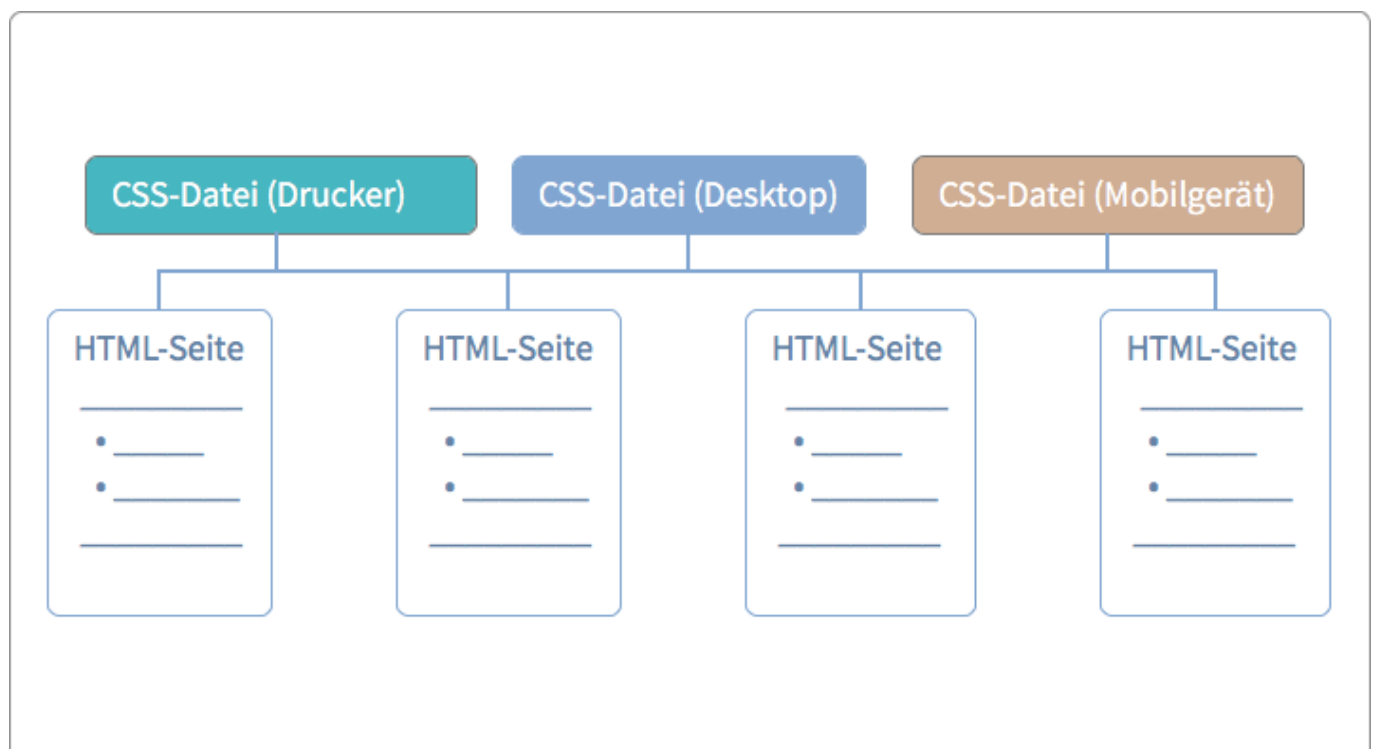 CSS-Datei (Drucker)
CSS-Datei (Desktop)
CSS-Datei (Mobilgerät)
HTML-Seite
HTML-Seite
HTML-Seite
HTML-Seite